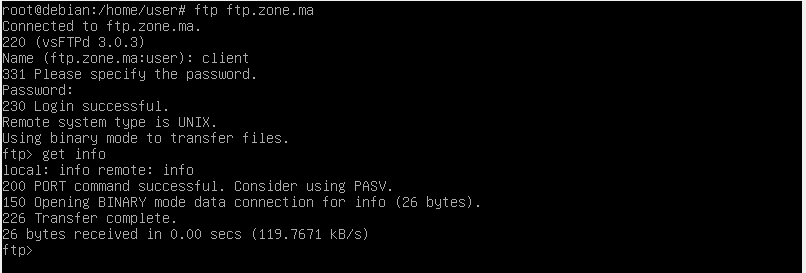 root@debian:/home/user# ftp ftp.zone.ma
Connected to ftp.zone.ma.
220 (vsFTPd 3.0.3)
Name (ftp.zone.ma:user): client
331 Please specify the password.
Password:
230 Login successful.
Remote system type is UNIX.
Using binary mode to transfer files.
ftp> get info
local: info remote: info
200 PORT command successful. Consider using PASV.
150 Opening BINARY mode data connection for info (26 bytes).
226 Transfer complete.
26 bytes received in 0.00 secs (119.7671 kB/s)
ftp>